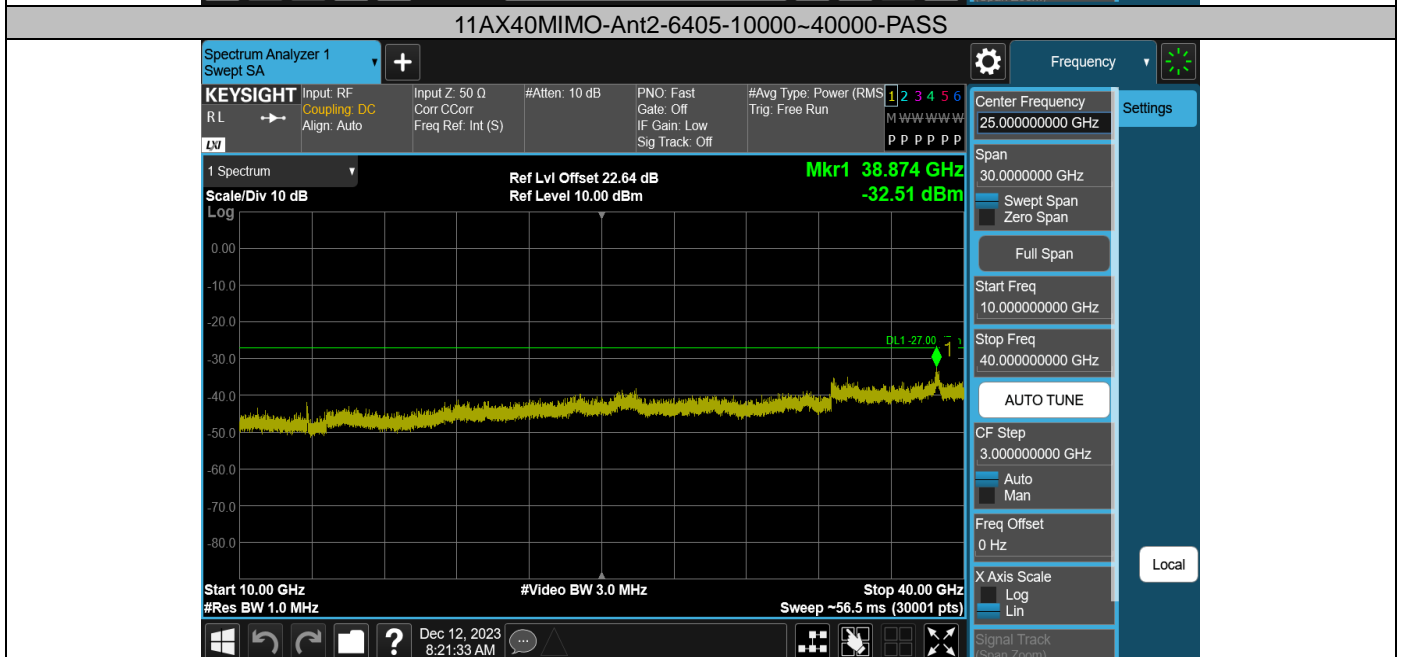 11AX40MIMO-Ant2-6405-10000~40000-PASS
Spectrum Analyzer 1
Swept SA
Frequency
KEYSIGHT
RL
LXI
Input: RF
Coupling: DC
Align: Auto
Input Z: 50 Ω
Corr CCorr
Freq Ref: Int (S)
#Atten: 10 dB
PNO: Fast
Gate: Off
IF Gain: Low
Sig Track: Off
#Avg Type: Power (RMS
Trig: Free Run
1 2 3 4 5 6
M W W W W W
P P P P P P
Center Frequency
25.000000000 GHz
Settings
1 Spectrum
Scale/Div 10 dB
Log
Ref Lvl Offset 22.64 dB
Ref Level 10.00 dBm
Mkr1 38.874 GHz
-32.51 dBm
Span
30.0000000 GHz
Swept Span
Zero Span
Full Span
Start Freq
10.000000000 GHz
Stop Freq
40.000000000 GHz
AUTO TUNE
CF Step
3.000000000 GHz
Auto
Man
Freq Offset
0 Hz
X Axis Scale
Log
Lin
Signal Track
(Span Zoom)
Local
0.00
-10.0
-20.0
-30.0
-40.0
-50.0
-60.0
-70.0
-80.0
DL1 -27.00
1
Start 10.00 GHz
#Res BW 1.0 MHz
#Video BW 3.0 MHz
Stop 40.00 GHz
Sweep ~56.5 ms (30001 pts)
Dec 12, 2023
8:21:33 AM